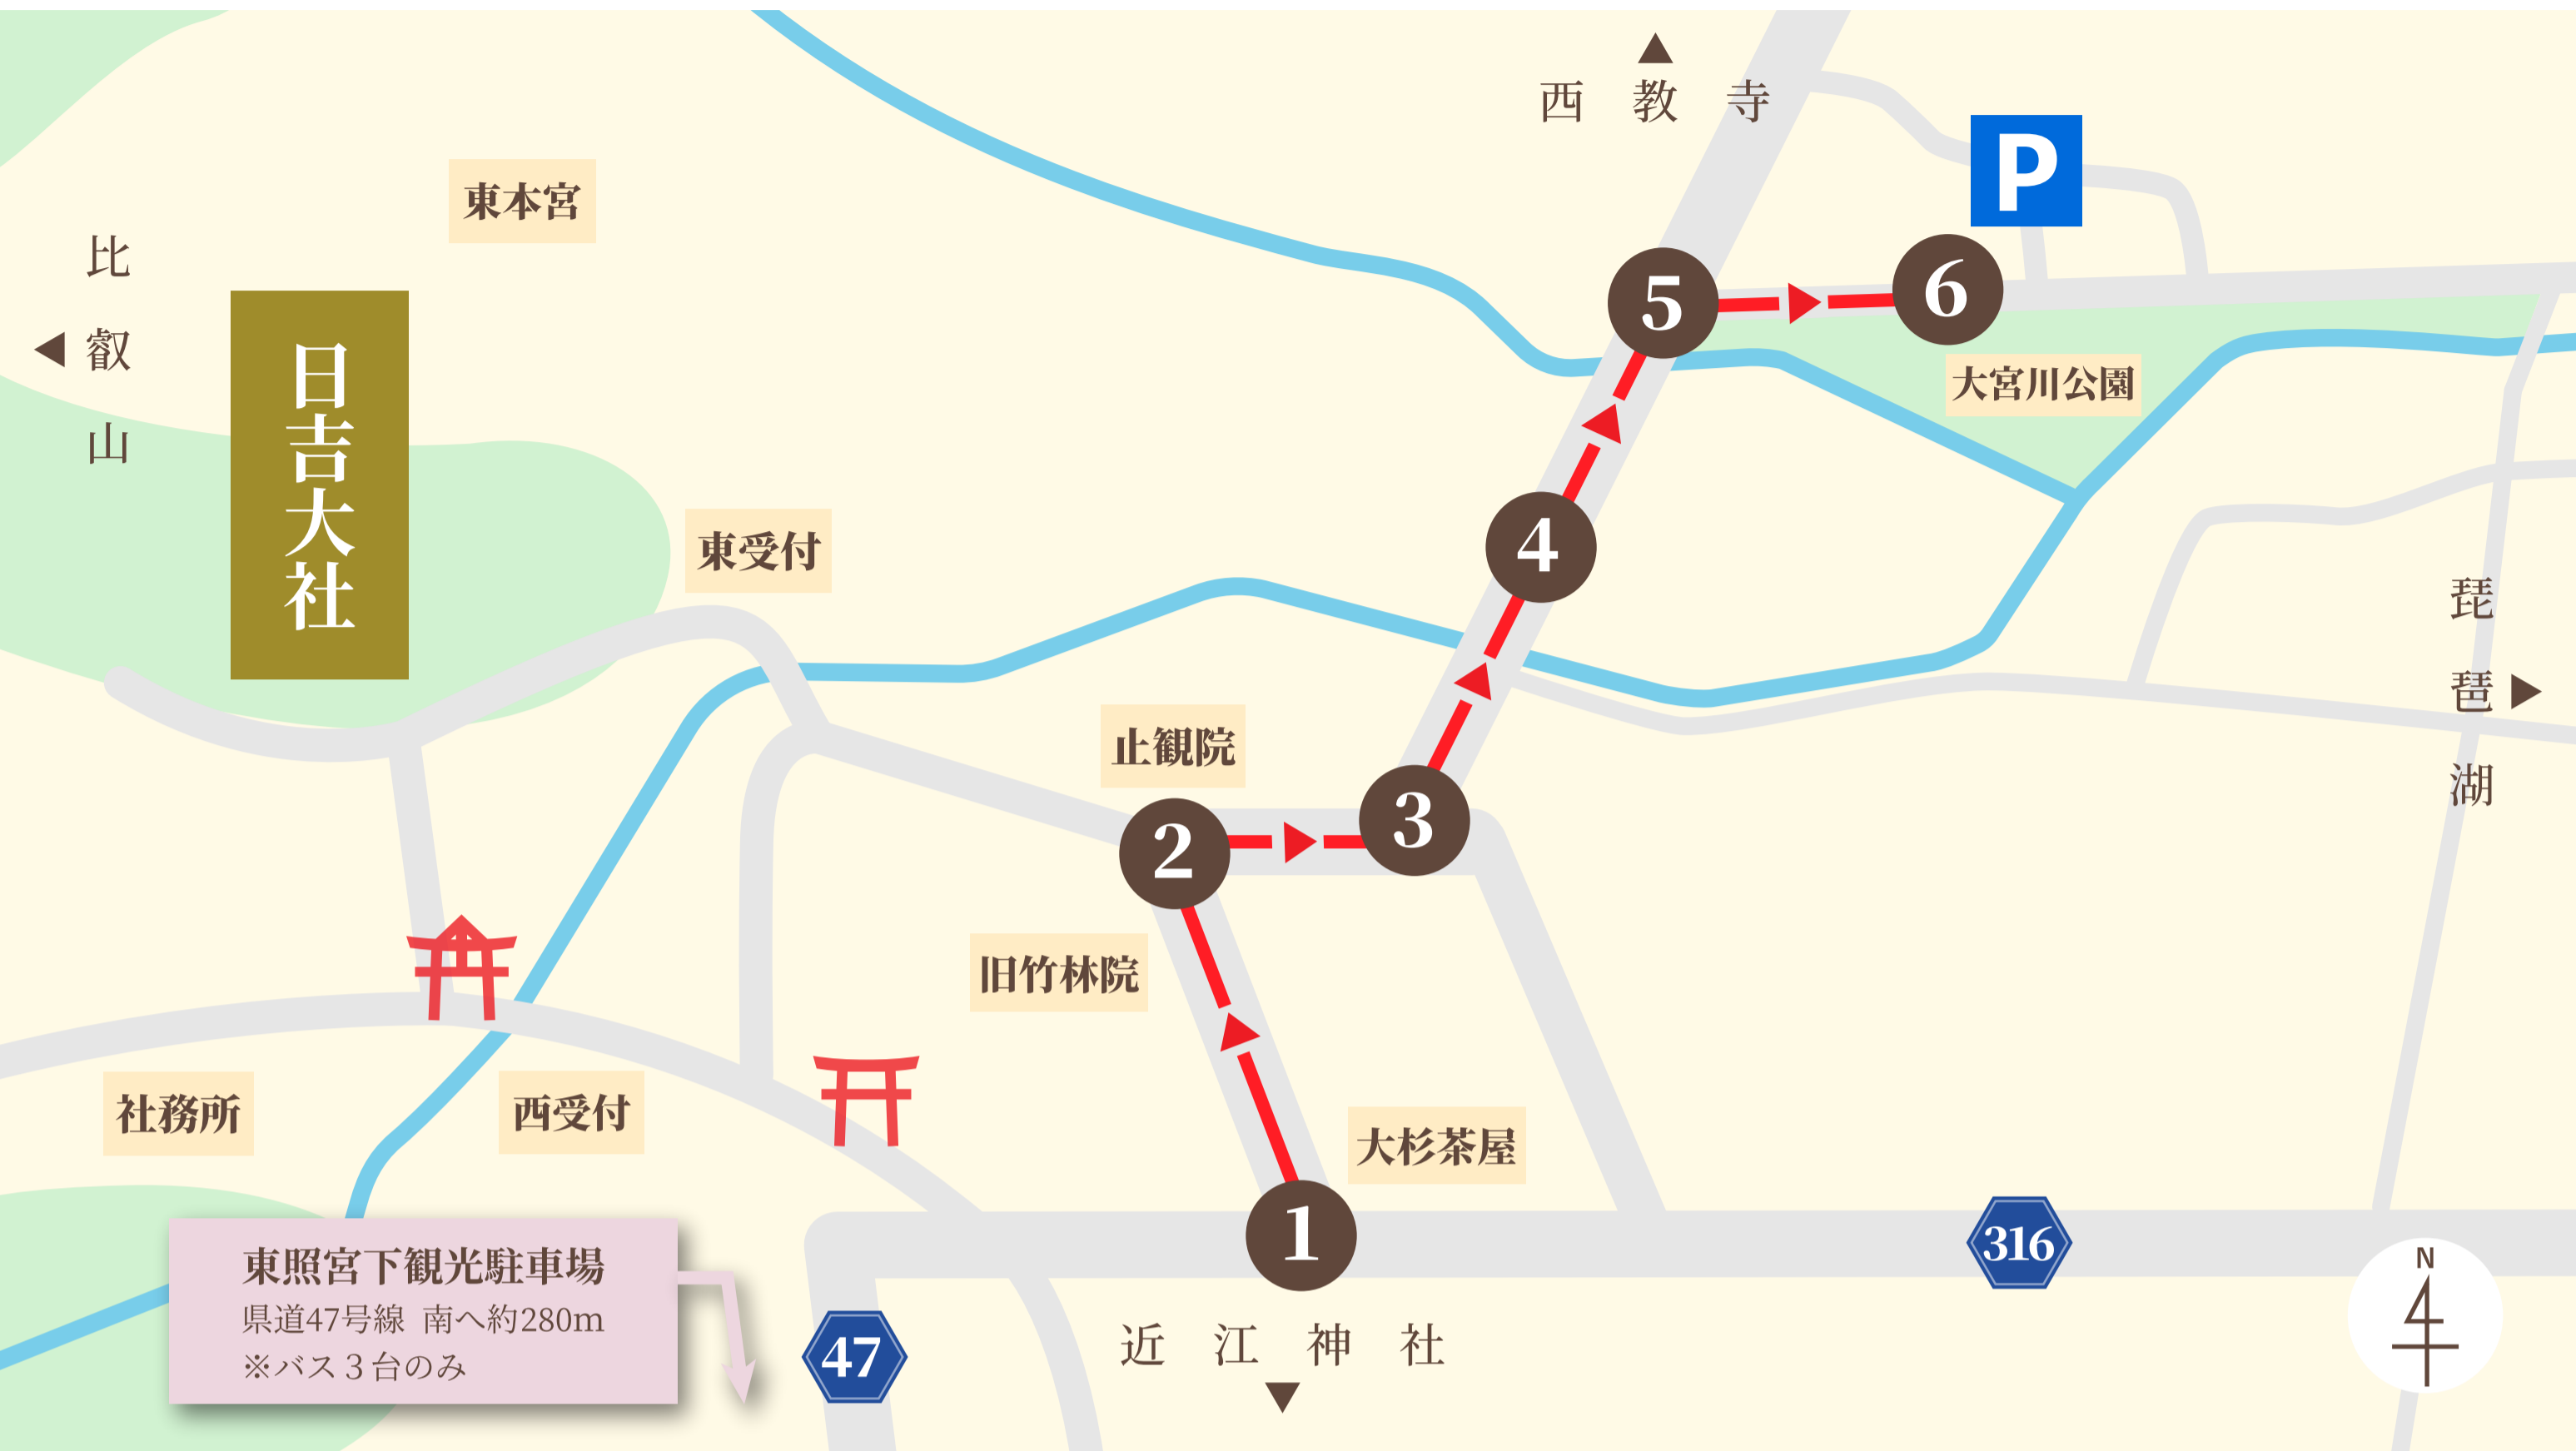 西教寺
P
東本宮
比叡山
日吉大社
5
6
大宮川公園
4
東受付
琵琶湖
止観院
3
2
旧竹林院
社務所
西受付
大杉茶屋
1
316
東照宮下観光駐車場
県道47号線 南へ約280m
※バス３台のみ
47
近江神社
N